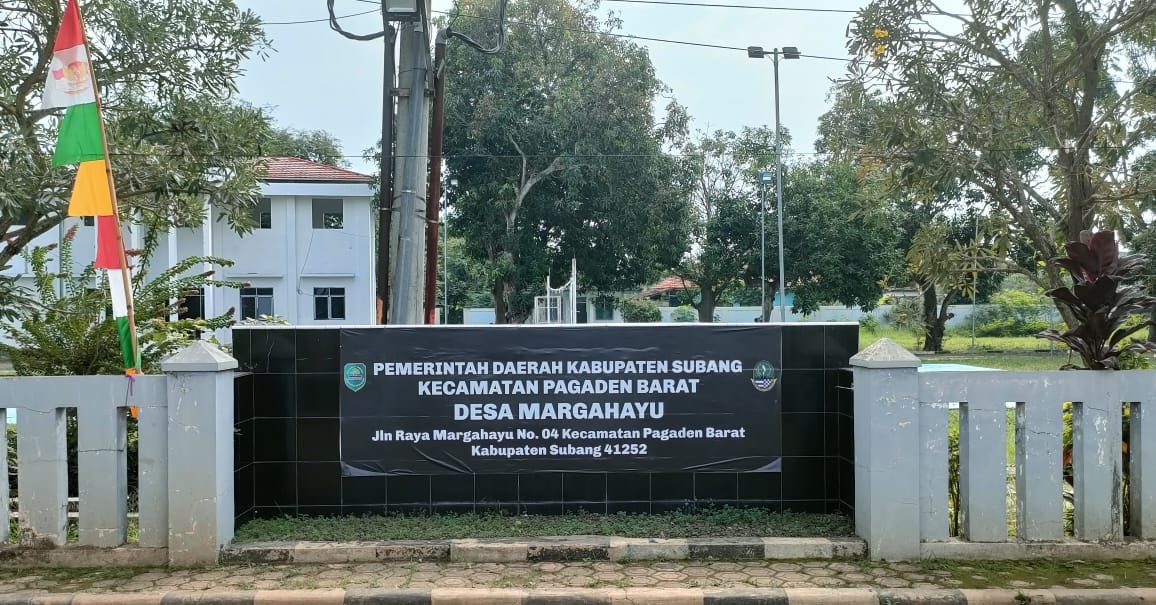 PEMERINTAH DAERAH KABUPATEN SUBANG
KECAMATAN PAGADEN BARAT
DESA MARGAHAYU
Jln Raya Margahayu No. 04 Kecamatan Pagaden Barat
Kabupaten Subang 41252